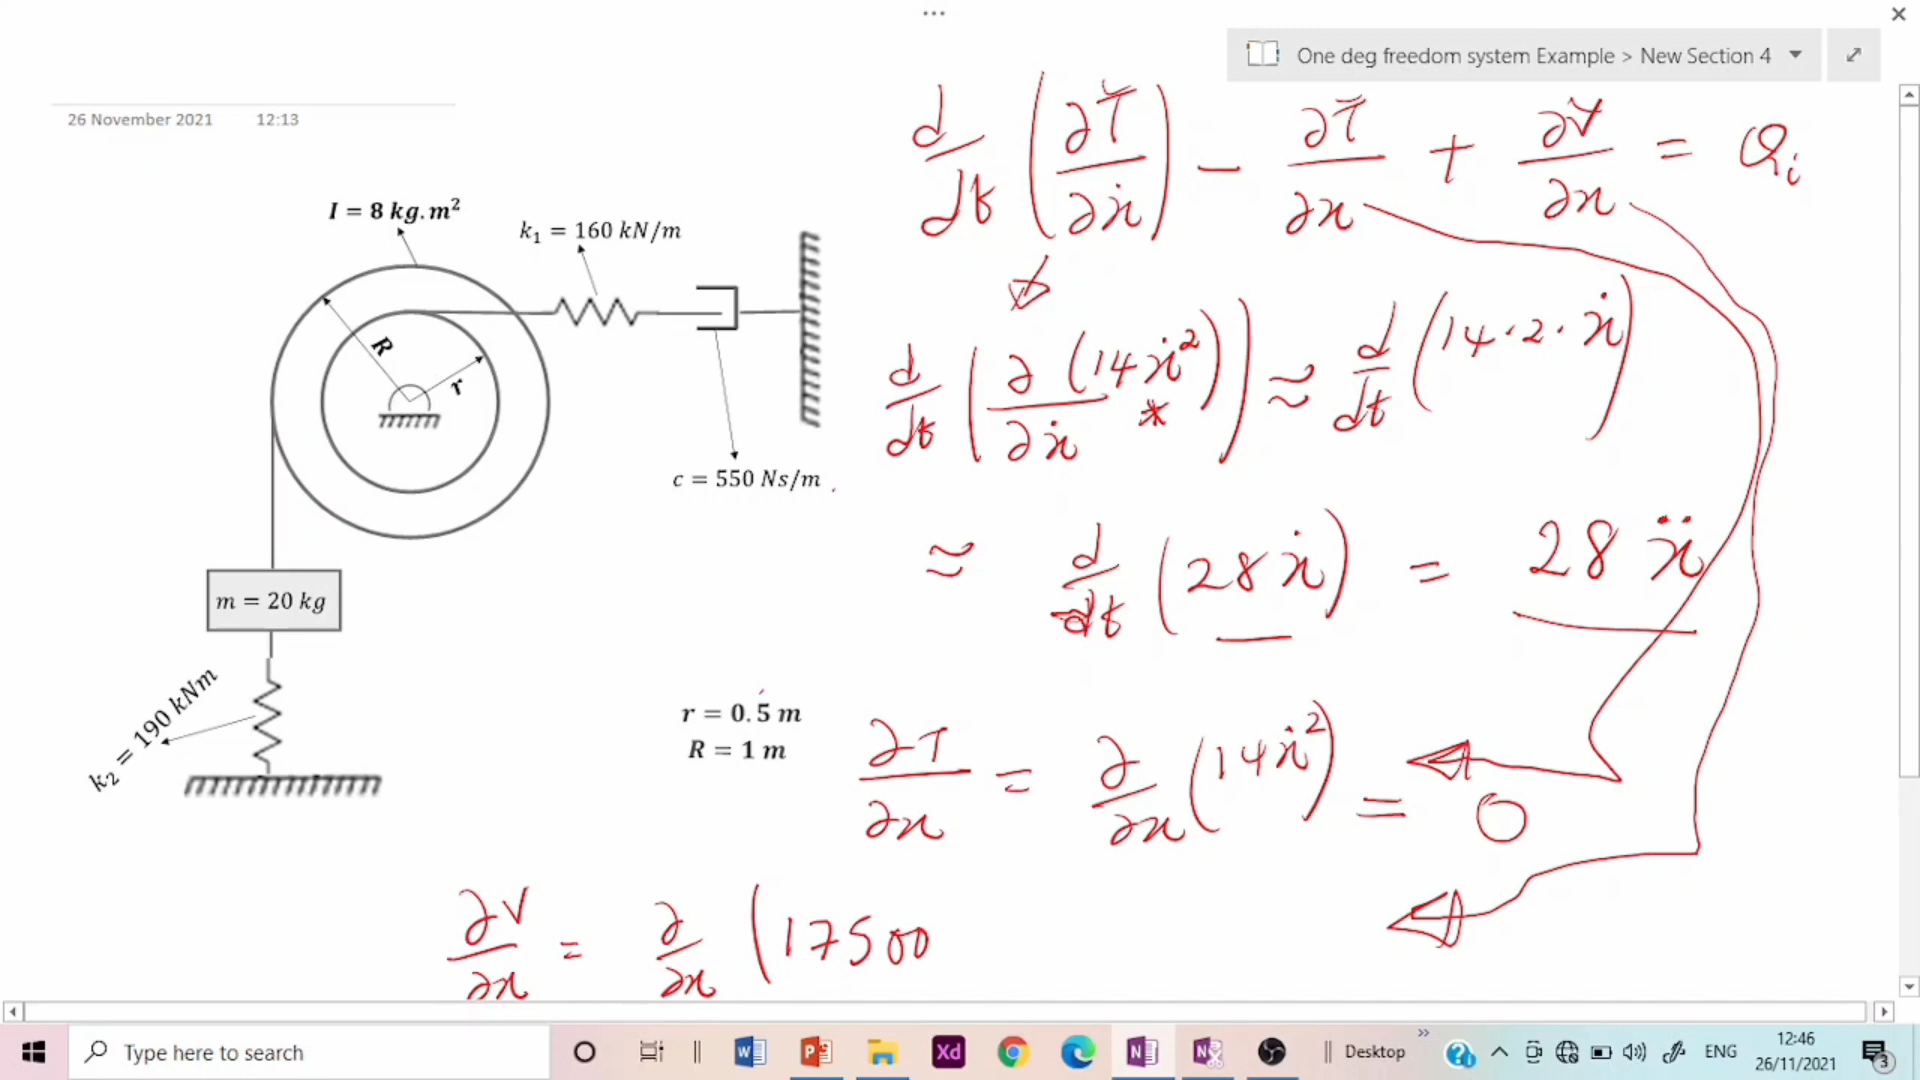 One deg freedom system Example > New Section 4
26 November 2021 12:13
I = 8 kg.m²
k₁ = 160 kN/m
R
r
c = 550 Ns/m
m = 20 kg
k₂ = 190 kNm
r = 0.5 m
R = 1 m
d/dt (∂T/∂ẋ) - ∂T/∂x + ∂V/∂x = Qᵢ
d/dt (∂/∂ẋ (14ẋ²)) ≈ d/dt (14·2·ẋ)
≈ d/dt (28ẋ) = 28ẍ
∂T/∂x = ∂/∂x (14ẋ²) = 0
∂V/∂x = ∂/∂x (17500
Type here to search
Xd
Desktop
ENG
12:46
26/11/2021
3